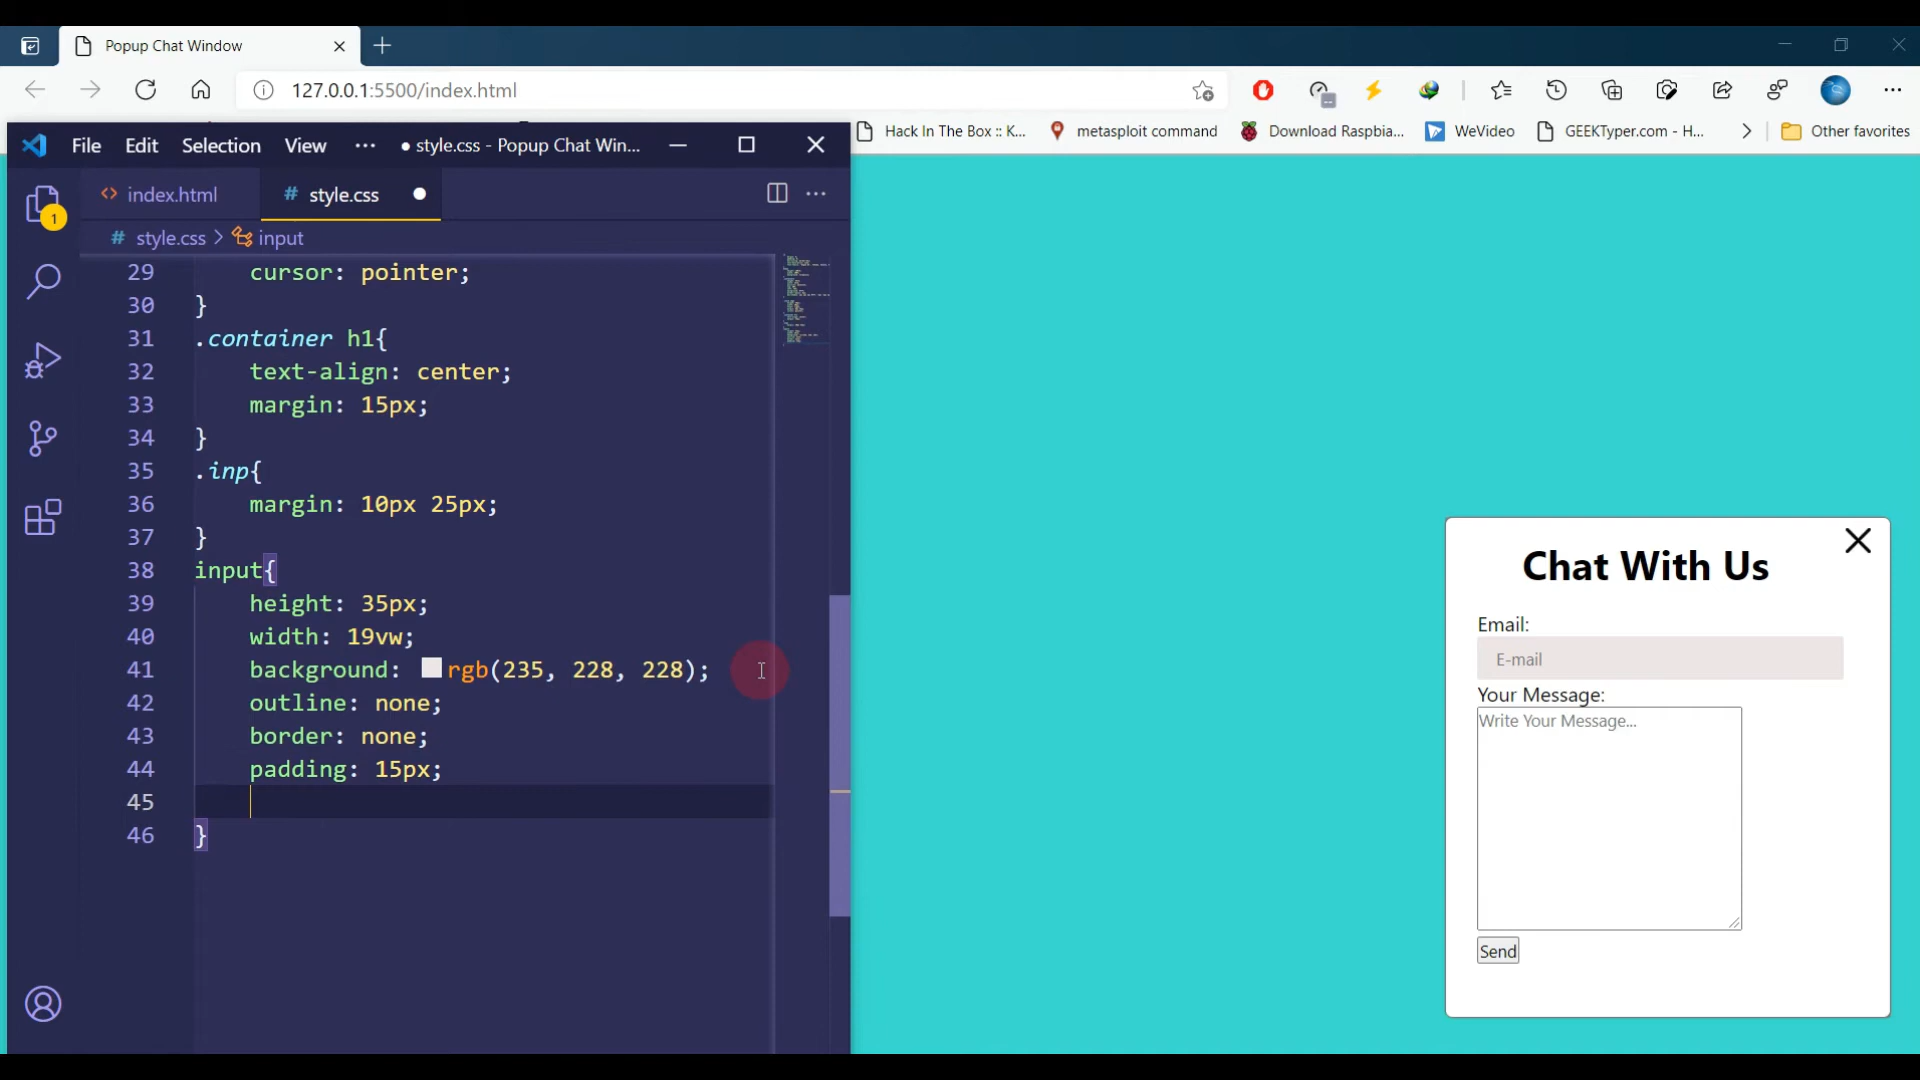 Popup Chat Window
127.0.0.1:5500/index.html
Hack In The Box :: K...
metasploit command
Download Raspbia...
WeVideo
GEEKTyper.com - H...
Other favorites
File Edit Selection View ... ● style.css - Popup Chat Win...
<> index.html
# style.css ●
# style.css > input
1
29 cursor: pointer;
30 }
31 .container h1{
32 text-align: center;
33 margin: 15px;
34 }
35 .inp{
36 margin: 10px 25px;
37 }
38 input{
39 height: 35px;
40 width: 19vw;
41 background: rgb(235, 228, 228);
42 outline: none;
43 border: none;
44 padding: 15px;
45
46 }
Chat With Us
Email:
E-mail
Your Message:
Write Your Message...
Send